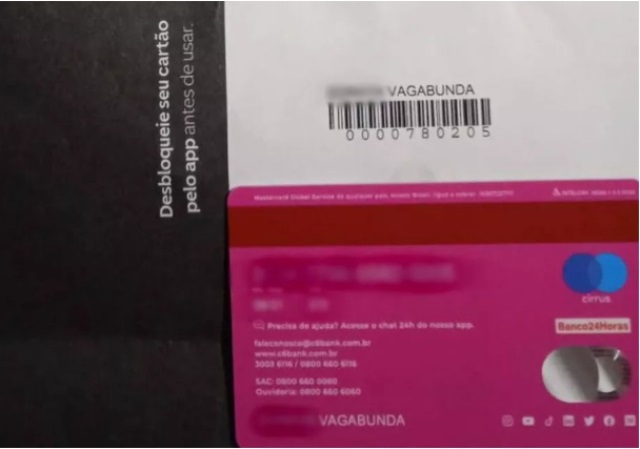 Desbloqueie seu cartão
pelo app antes de usar.
VAGABUNDA
0000780205
Precisa de ajuda? Acesse o chat 24h do nosso app.
faleconosco@c6bank.com.br
www.c6bank.com.br
3003 6116 / 0800 660 6116
SAC: 0800 660 0060
Ouvidoria: 0800 660 6060
VAGABUNDA
cirrus
Banco24Horas